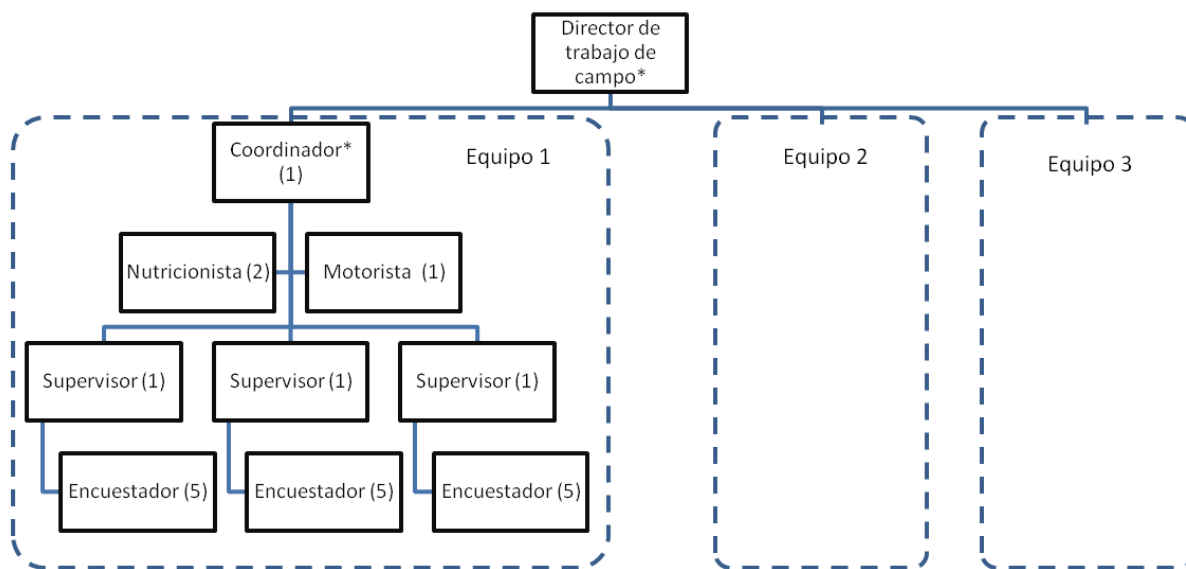 Director de
trabajo de
campo*
Coordinador*
(1)
Equipo 1
Equipo 2
Equipo 3
Nutricionista (2)
Motorista (1)
Supervisor (1)
Supervisor (1)
Supervisor (1)
Encuestador (5)
Encuestador (5)
Encuestador (5)